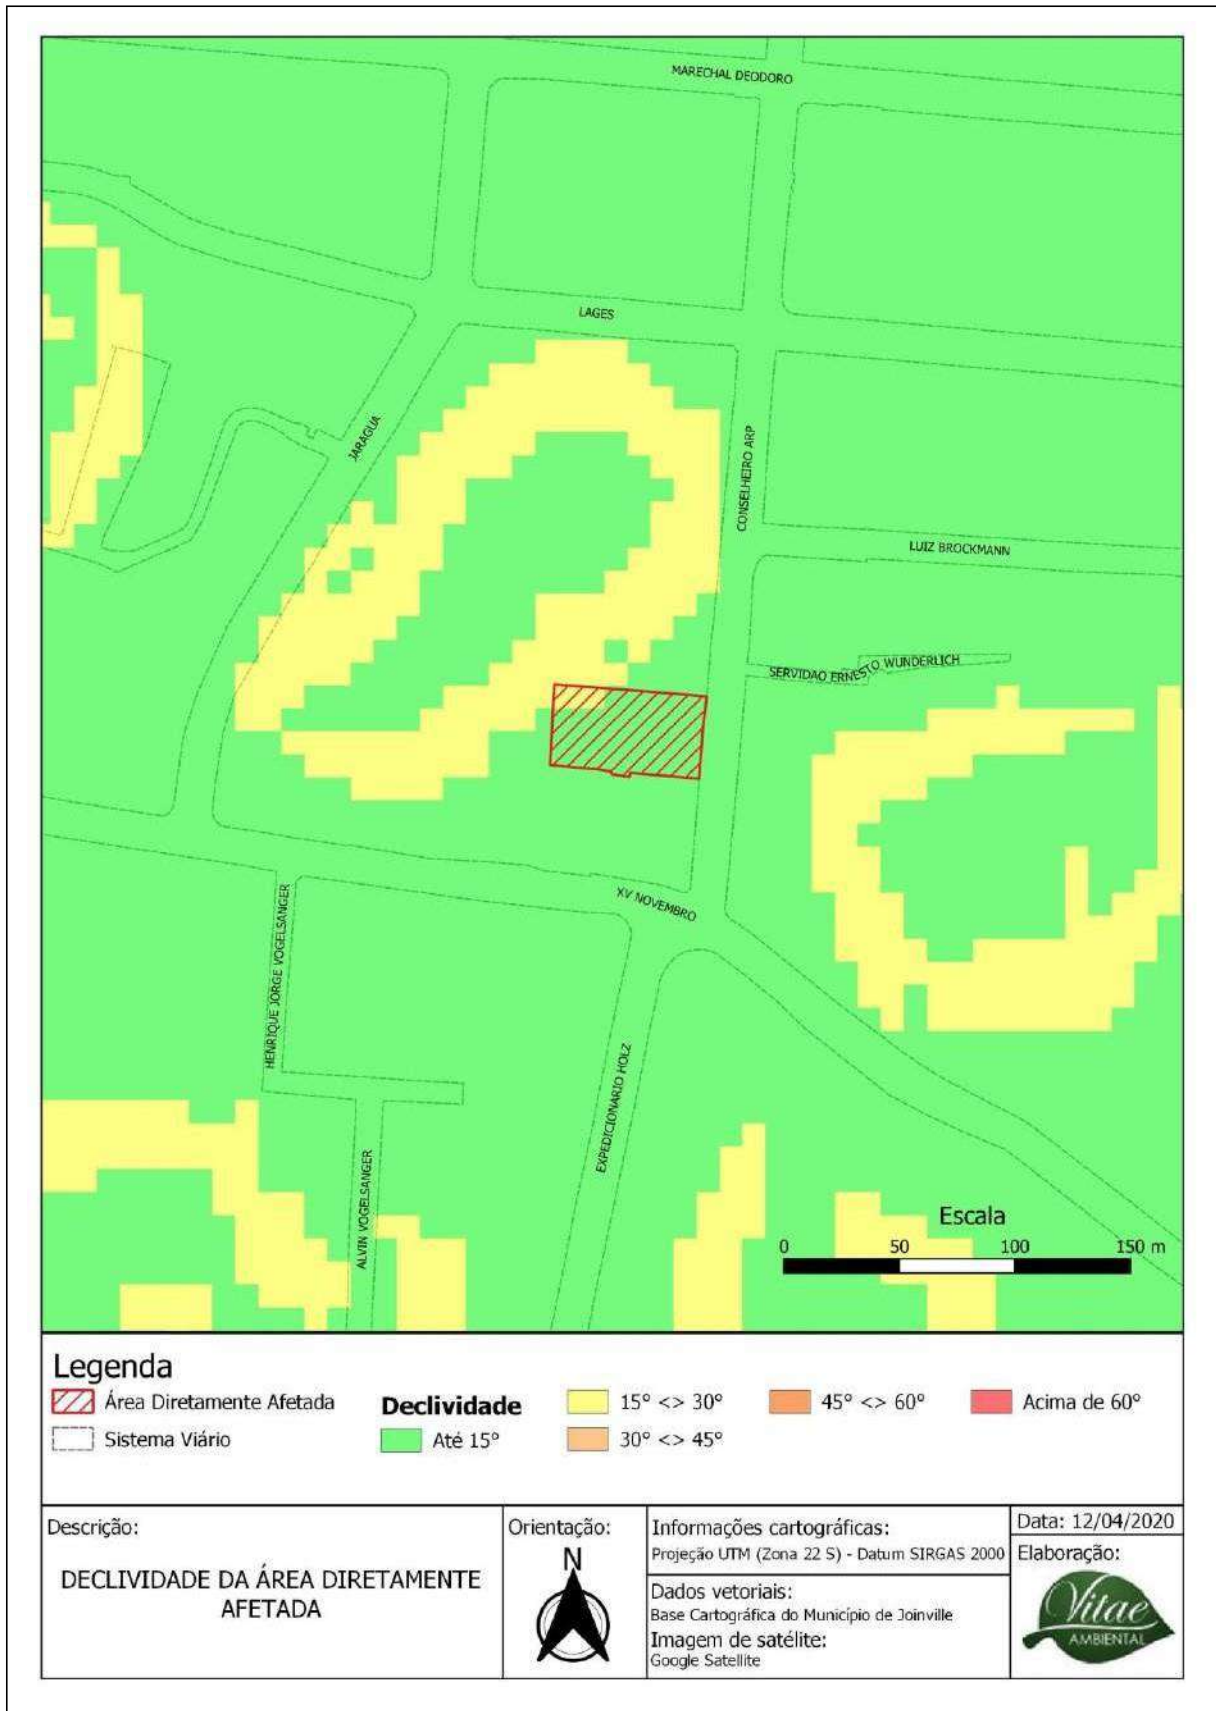 MARECHAL DEODORO
LAGES
JARAGUA
CONSELHEIRO ARP
LUIZ BROCKMANN
SERVIDAO ERNESTO WUNDERLICH
XV NOVEMBRO
HENRIQUE JORGE VOGELSANGER
EXPEDICIONARIO HOLZ
ALVIN VOGELSANGER
Escala
0 50 100 150 m
Legenda
Área Diretamente Afetada
Sistema Viário
Declividade
Até 15°
15° <> 30°
30° <> 45°
45° <> 60°
Acima de 60°
Descrição:
DECLIVIDADE DA ÁREA DIRETAMENTE
AFETADA
Orientação:
N
Informações cartográficas:
Projeção UTM (Zona 22 S) - Datum SIRGAS 2000
Dados vetoriais:
Base Cartográfica do Município de Joinville
Imagem de satélite:
Google Satellite
Data: 12/04/2020
Elaboração:
Vitae
AMBIENTAL